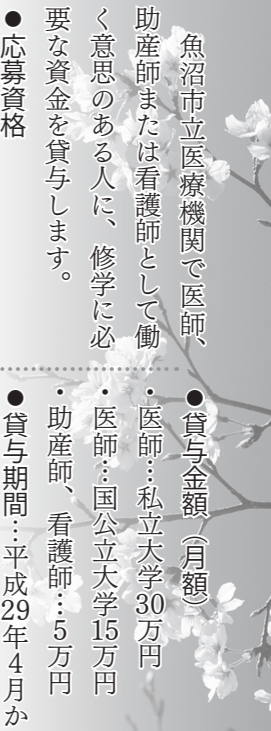 魚沼市立医療機関で医師、
助産師または看護師として働
く意思のある人に、修学に必
要な資金を貸与します。
●応募資格
●貸与金額（月額）
・医師…私立大学30万円
・医師…国公立大学15万円
・助産師、看護師…5万円
●貸与期間…平成29年4月か